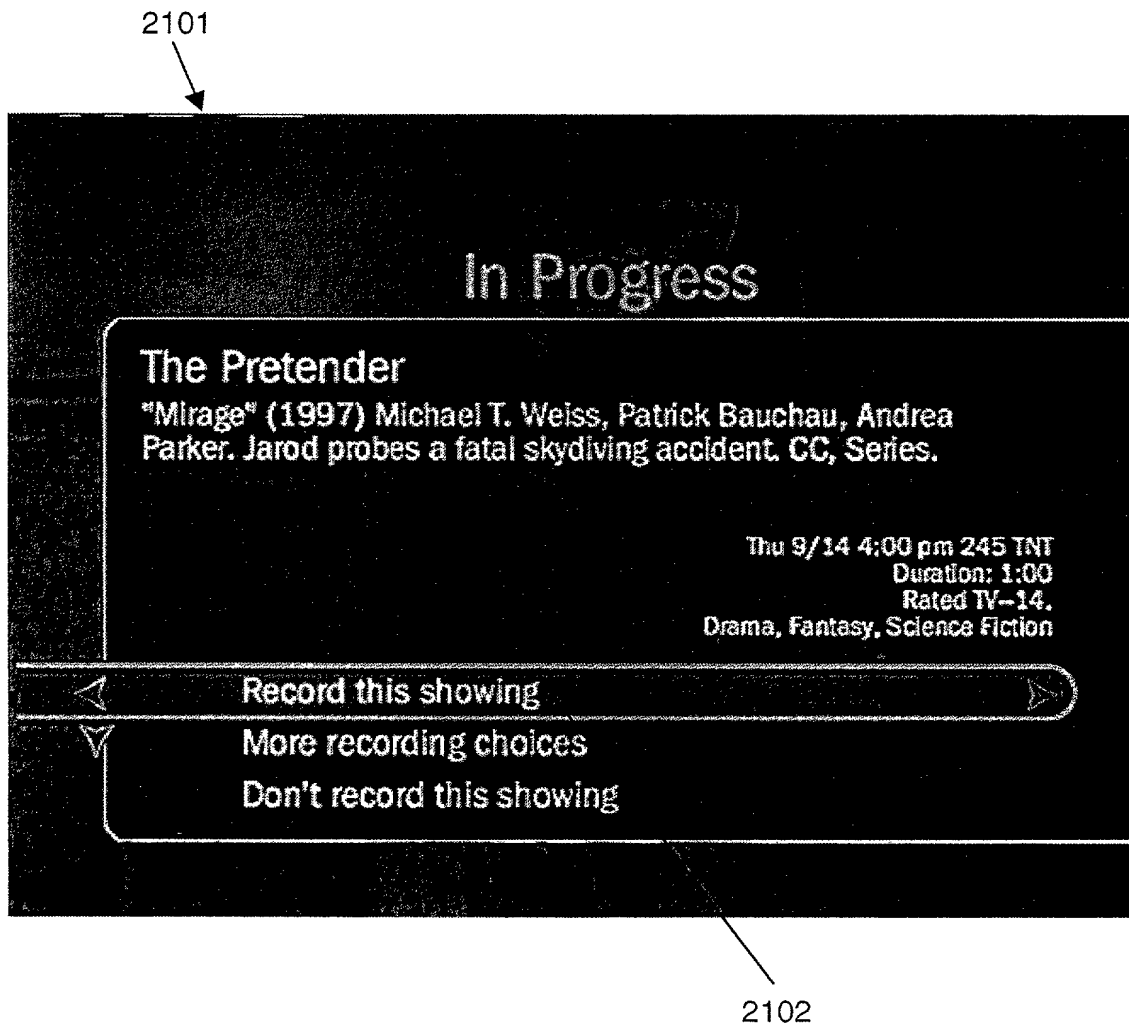 2101
In Progress
The Pretender
"Mirage" (1997) Michael T. Weiss, Patrick Bauchau, Andrea
Parker. Jarod probes a fatal skydiving accident. CC, Series.
Thu 9/14 4:00 pm 245 TNT
Duration: 1:00
Rated TV-14.
Drama, Fantasy, Science Fiction
Record this showing
More recording choices
Don't record this showing
2102